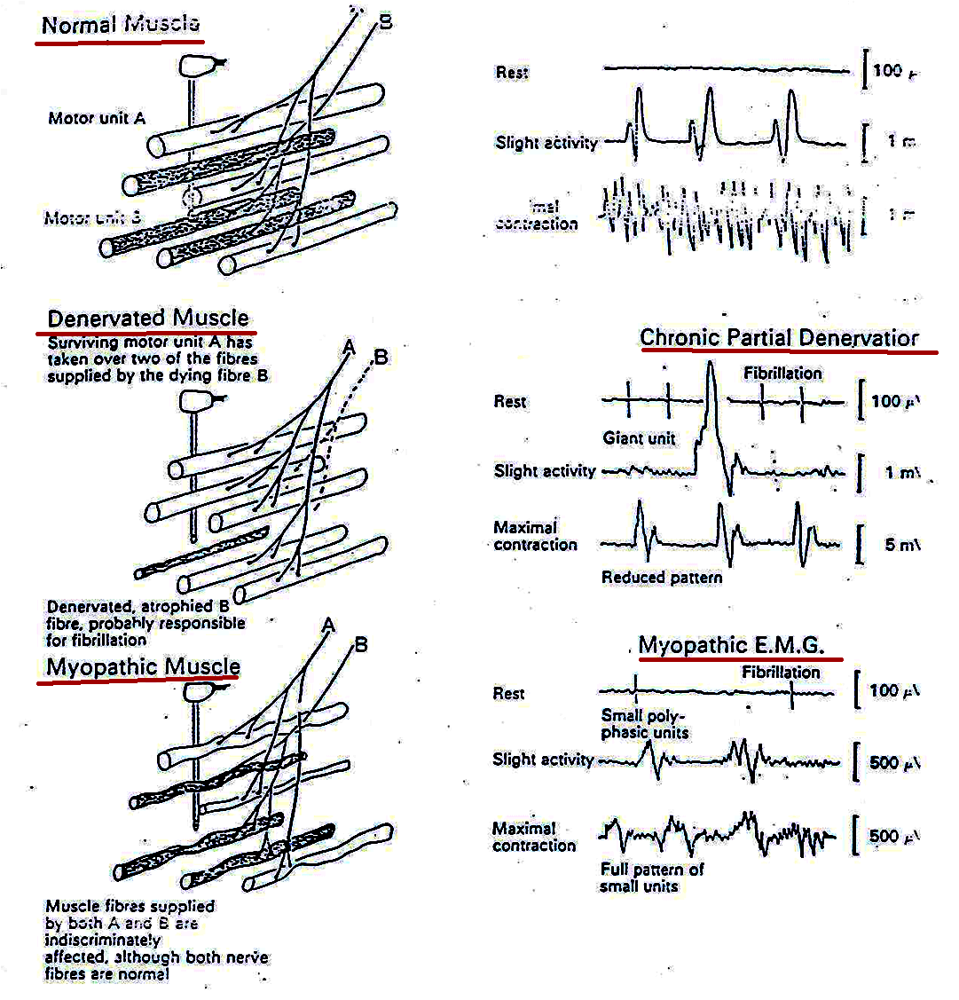 Normal Muscle
B
Motor unit A
Motor unit B
Rest
100 μ
Slight activity
1 m
contraction
1 m
Denervated Muscle
Surviving motor unit A has
taken over two of the fibres
supplied by the dying fibre B
A
B
Denervated, atrophied B
fibre, probably responsible
for fibrillation
Chronic Partial Denervation
Fibrillation
Rest
100 μV
Giant unit
Slight activity
1 mV
Maximal
contraction
5 mV
Reduced pattern
Myopathic Muscle
A
B
Muscle fibres supplied
by both A and B are
indiscriminately
affected, although both nerve
fibres are normal
Myopathic E.M.G.
Fibrillation
Rest
100 μV
Small poly-
phasic units
Slight activity
500 μV
Maximal
contraction
500 μV
Full pattern of
small units